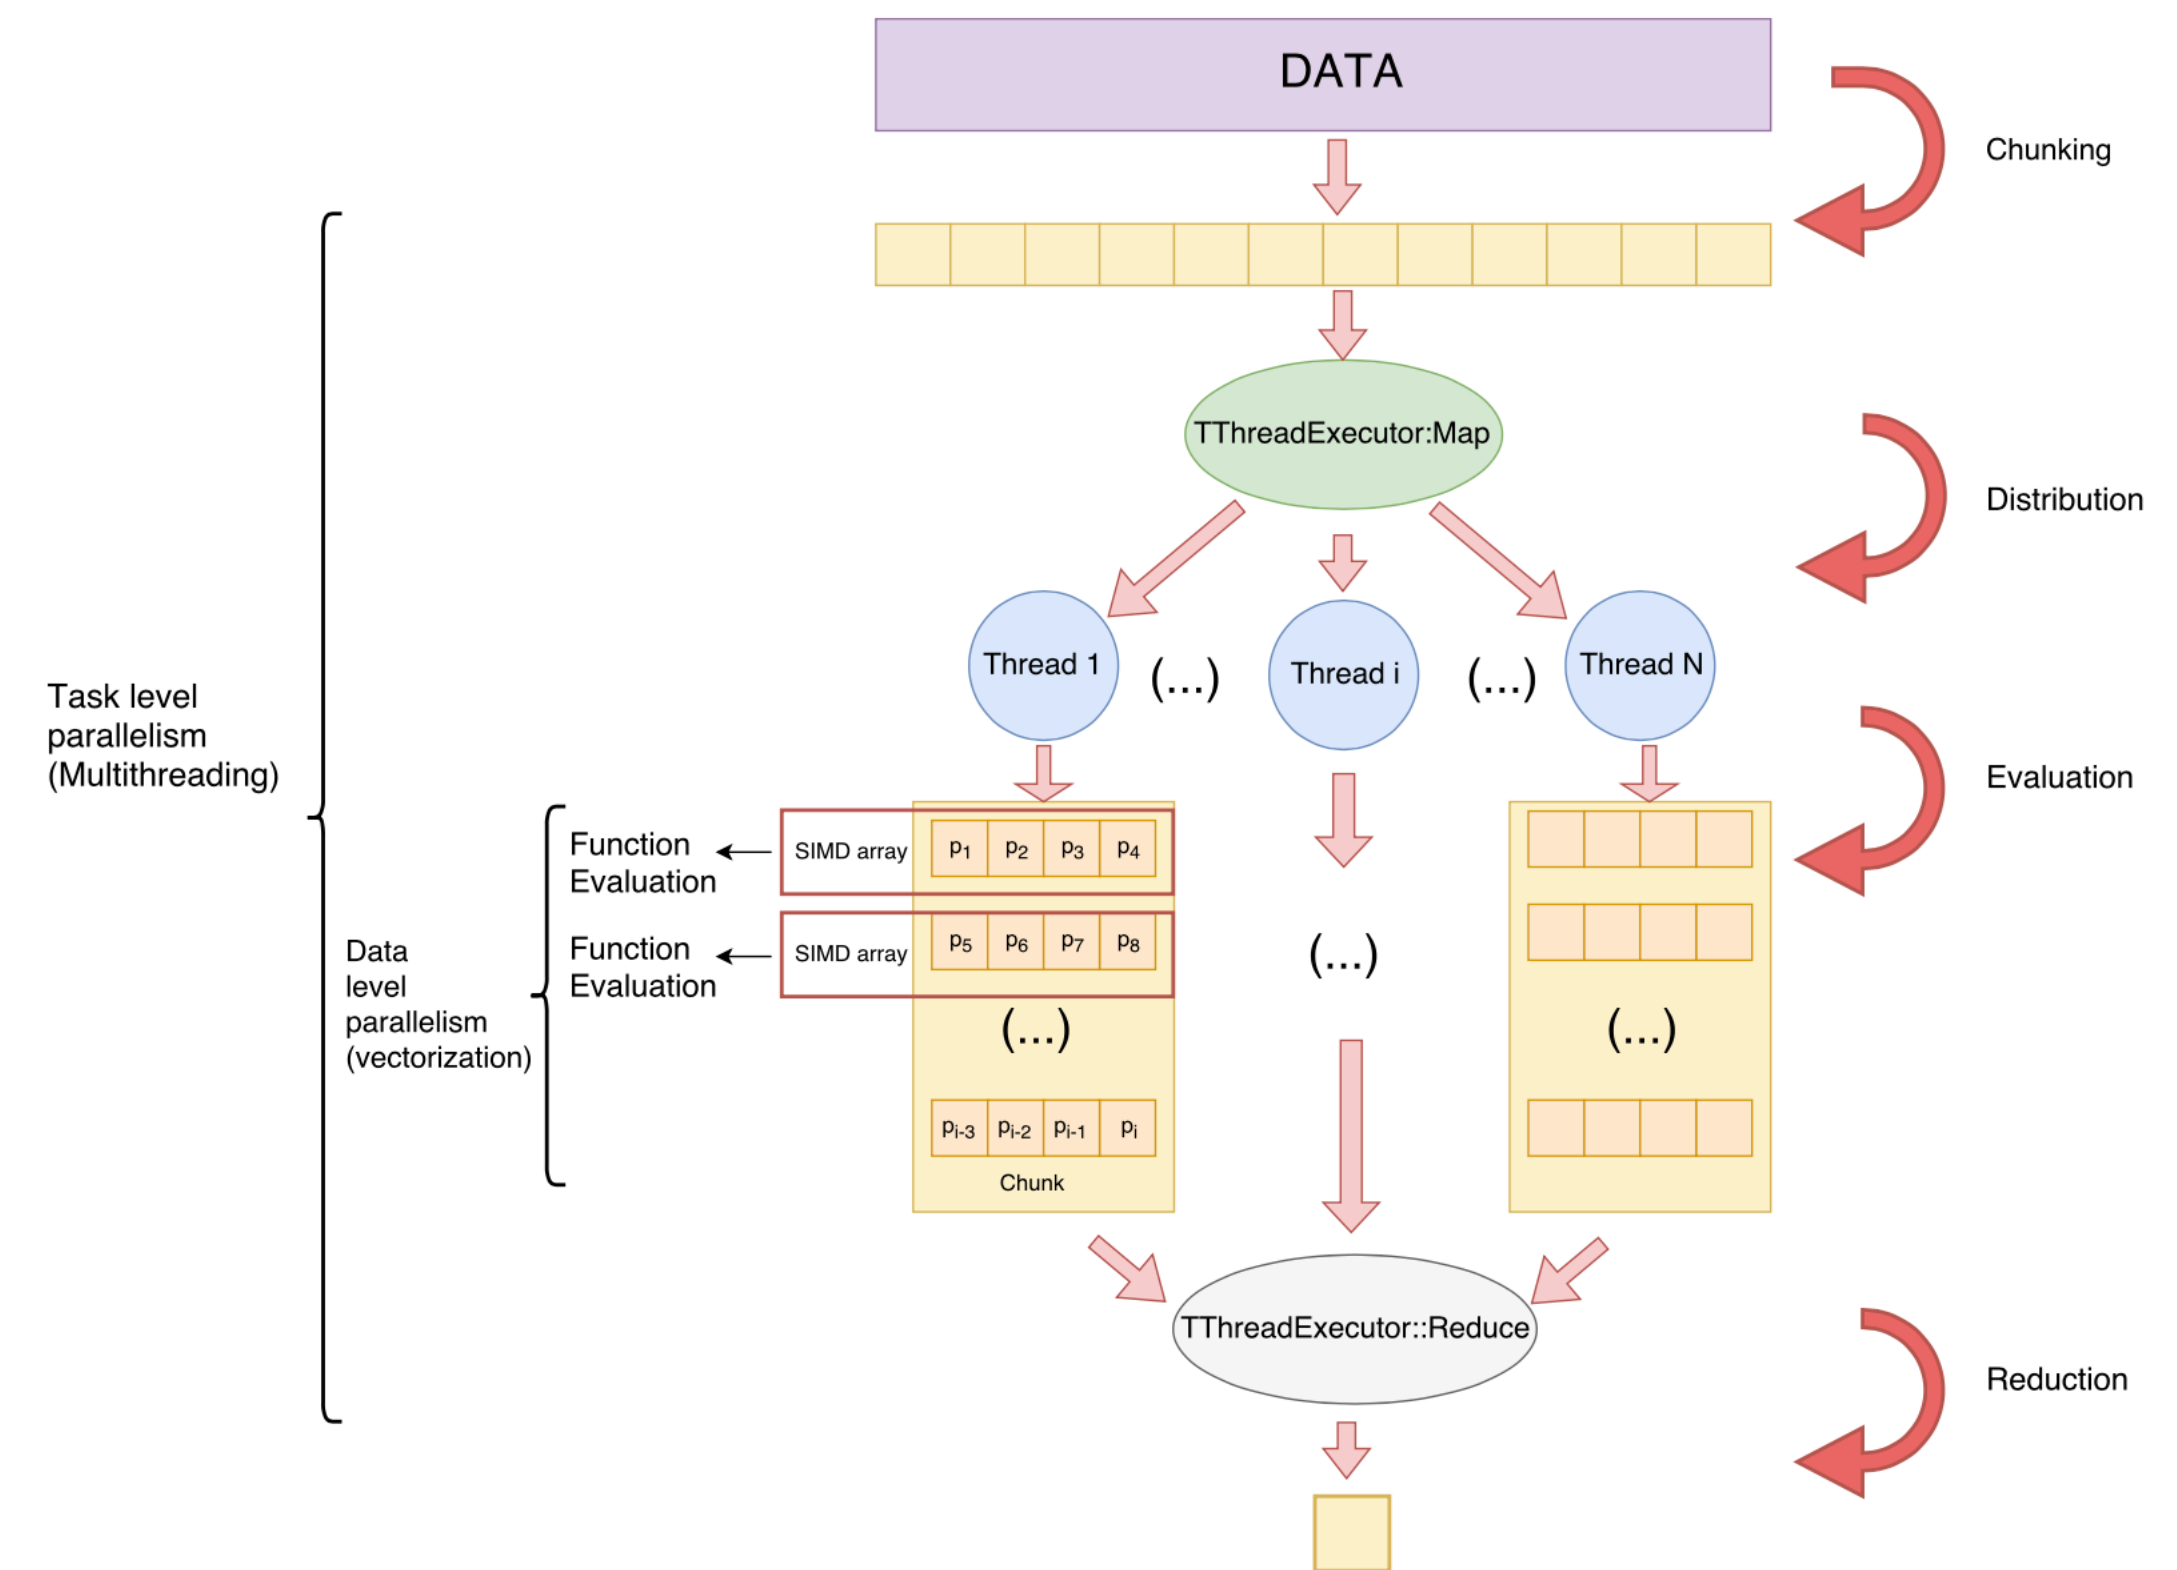 DATA
Chunking
TThreadExecutor:Map
Distribution
Thread 1
(...)
Thread i
(...)
Thread N
Task level
parallelism
(Multithreading)
Evaluation
Function
Evaluation
SIMD array
p1 p2 p3 p4
Function
Evaluation
SIMD array
p5 p6 p7 p8
Data
level
parallelism
(vectorization)
(...)
(...)
(...)
pi-3 pi-2 pi-1 pi
Chunk
TThreadExecutor::Reduce
Reduction